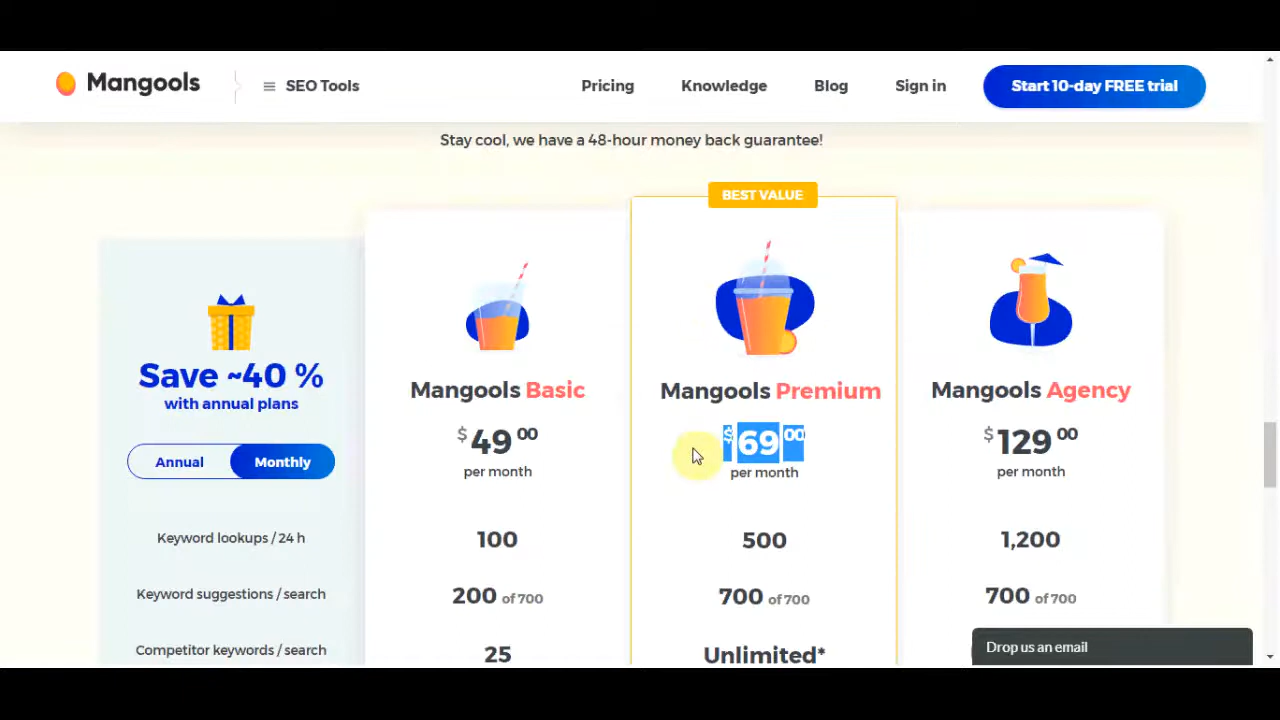 Mangools
SEO Tools
Pricing
Knowledge
Blog
Sign in
Start 10-day FREE trial
Stay cool, we have a 48-hour money back guarantee!
BEST VALUE
Save ~40 %
with annual plans
Annual
Monthly
Mangools Basic
$49 00
per month
Mangools Premium
$69 00
per month
Mangools Agency
$129 00
per month
Keyword lookups / 24 h
100
500
1,200
Keyword suggestions / search
200 of 700
700 of 700
700 of 700
Competitor keywords / search
25
Unlimited*
Drop us an email